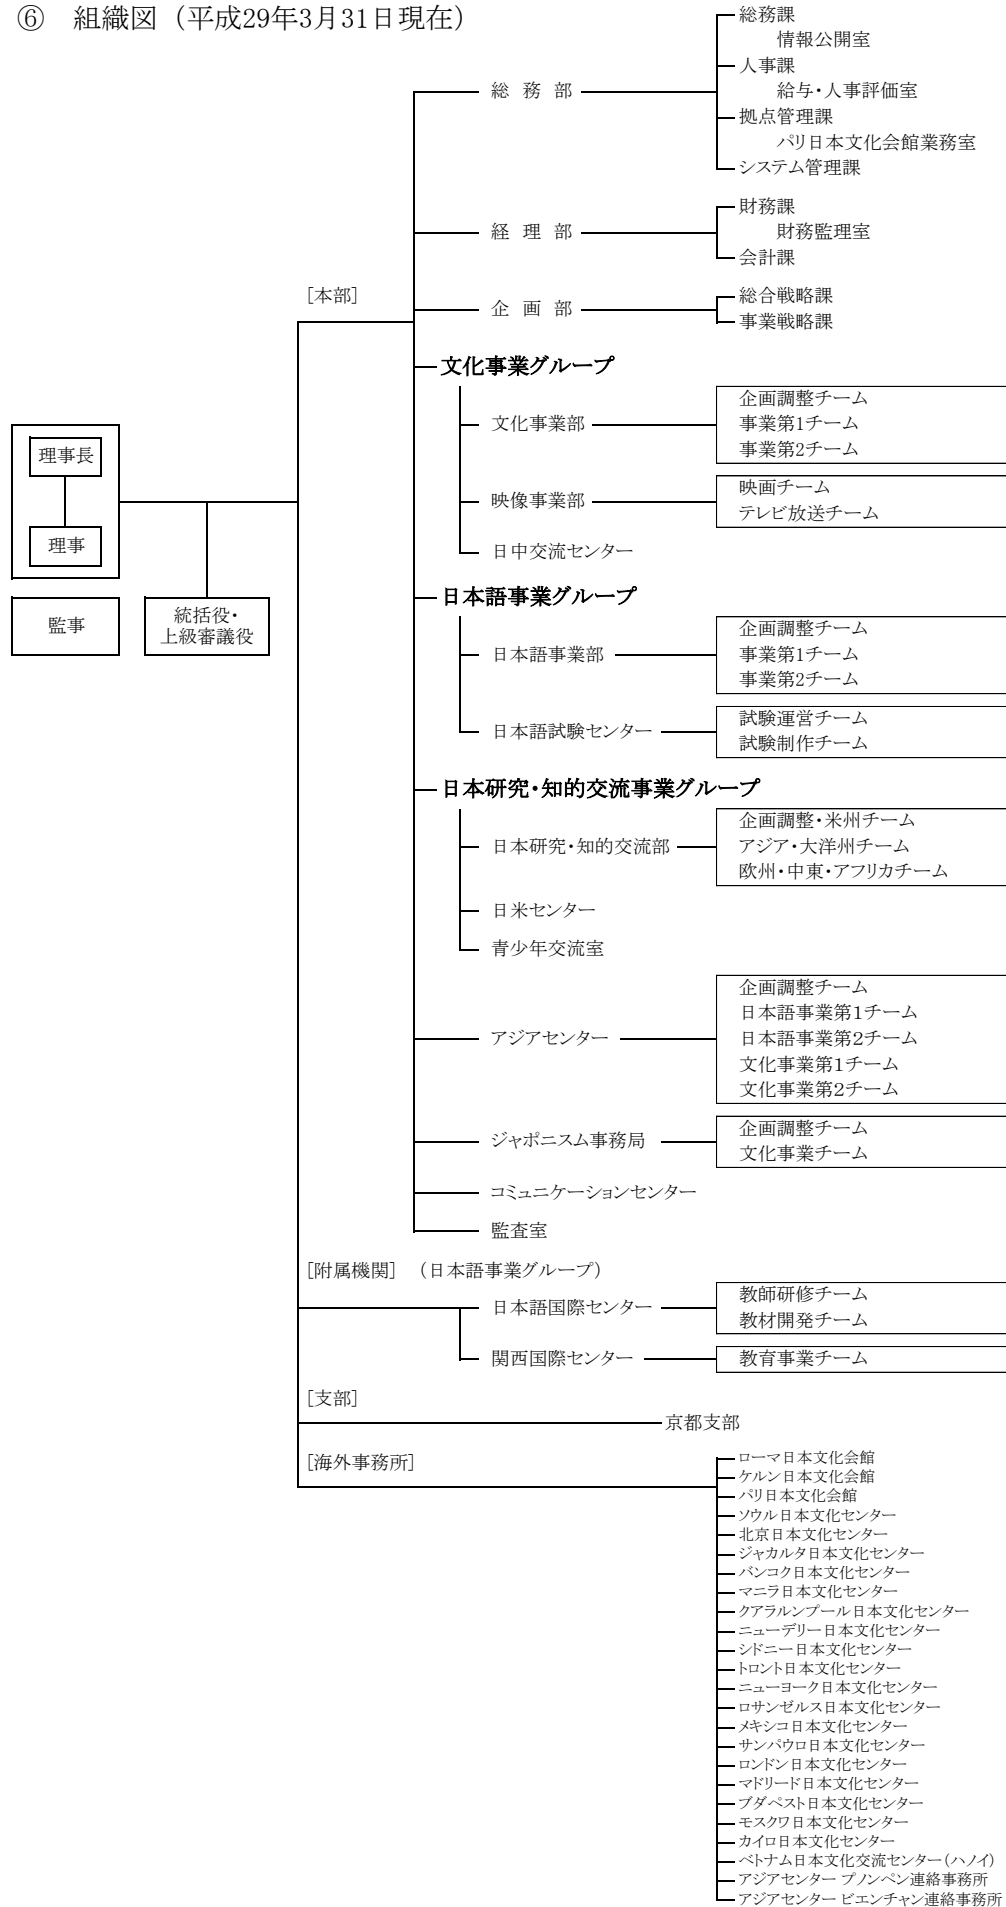 ⑥　組織図（平成29年3月31日現在）
総務課
情報公開室
人事課
給与・人事評価室
総　務　部
拠点管理課
パリ日本文化会館業務室
システム管理課
財務課
財務監理室
経　理　部
会計課
［本部］
総合戦略課
企　画　部
事業戦略課
文化事業グループ
企画調整チーム
文化事業部
事業第1チーム
事業第2チーム
理事長
映画チーム
映像事業部
テレビ放送チーム
理事
日中交流センター
日本語事業グループ
監事
統括役・
上級審議役
企画調整チーム
日本語事業部
事業第1チーム
事業第2チーム
試験運営チーム
日本語試験センター
試験制作チーム
日本研究・知的交流事業グループ
企画調整・米州チーム
日本研究・知的交流部
アジア・大洋州チーム
欧州・中東・アフリカチーム
日米センター
青少年交流室
企画調整チーム
日本語事業第1チーム
アジアセンター
日本語事業第2チーム
文化事業第1チーム
文化事業第2チーム
企画調整チーム
ジャポニスム事務局
文化事業チーム
コミュニケーションセンター
監査室
［附属機関］　（日本語事業グループ）
教師研修チーム
日本語国際センター
教材開発チーム
関西国際センター
教育事業チーム
［支部］
京都支部
［海外事務所］
ローマ日本文化会館
ケルン日本文化会館
パリ日本文化会館
ソウル日本文化センター
北京日本文化センター
ジャカルタ日本文化センター
バンコク日本文化センター
マニラ日本文化センター
クアラルンプール日本文化センター
ニューデリー日本文化センター
シドニー日本文化センター
トロント日本文化センター
ニューヨーク日本文化センター
ロサンゼルス日本文化センター
メキシコ日本文化センター
サンパウロ日本文化センター
ロンドン日本文化センター
マドリード日本文化センター
ブダペスト日本文化センター
モスクワ日本文化センター
カイロ日本文化センター
ベトナム日本文化交流センター（ハノイ）
アジアセンター プノンペン連絡事務所
アジアセンター ビエンチャン連絡事務所